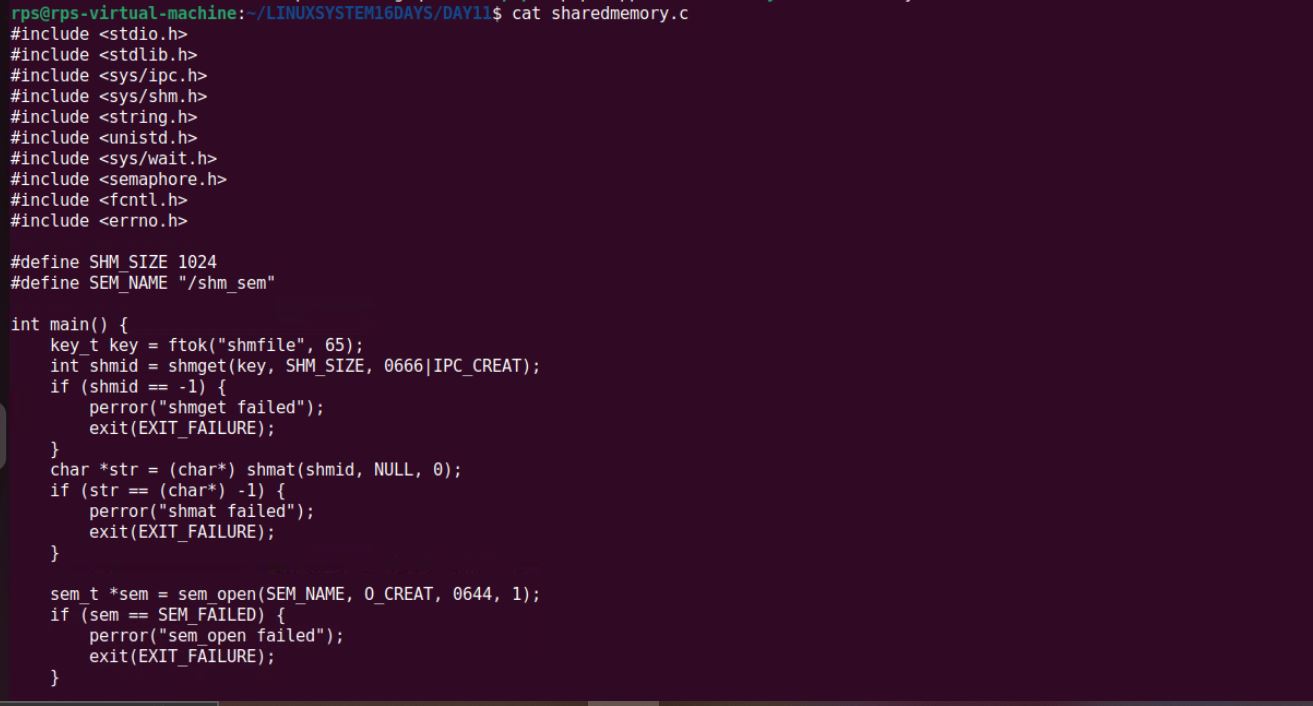 rps@rps-virtual-machine:~/LINUXSYSTEM16DAYS/DAY11$ cat sharedmemory.c
#include <stdio.h>
#include <stdlib.h>
#include <sys/ipc.h>
#include <sys/shm.h>
#include <string.h>
#include <unistd.h>
#include <sys/wait.h>
#include <semaphore.h>
#include <fcntl.h>
#include <errno.h>

#define SHM_SIZE 1024
#define SEM_NAME "/shm_sem"

int main() {
    key_t key = ftok("shmfile", 65);
    int shmid = shmget(key, SHM_SIZE, 0666|IPC_CREAT);
    if (shmid == -1) {
        perror("shmget failed");
        exit(EXIT_FAILURE);
    }
    char *str = (char*) shmat(shmid, NULL, 0);
    if (str == (char*) -1) {
        perror("shmat failed");
        exit(EXIT_FAILURE);
    }

    sem_t *sem = sem_open(SEM_NAME, O_CREAT, 0644, 1);
    if (sem == SEM_FAILED) {
        perror("sem_open failed");
        exit(EXIT_FAILURE);
    }